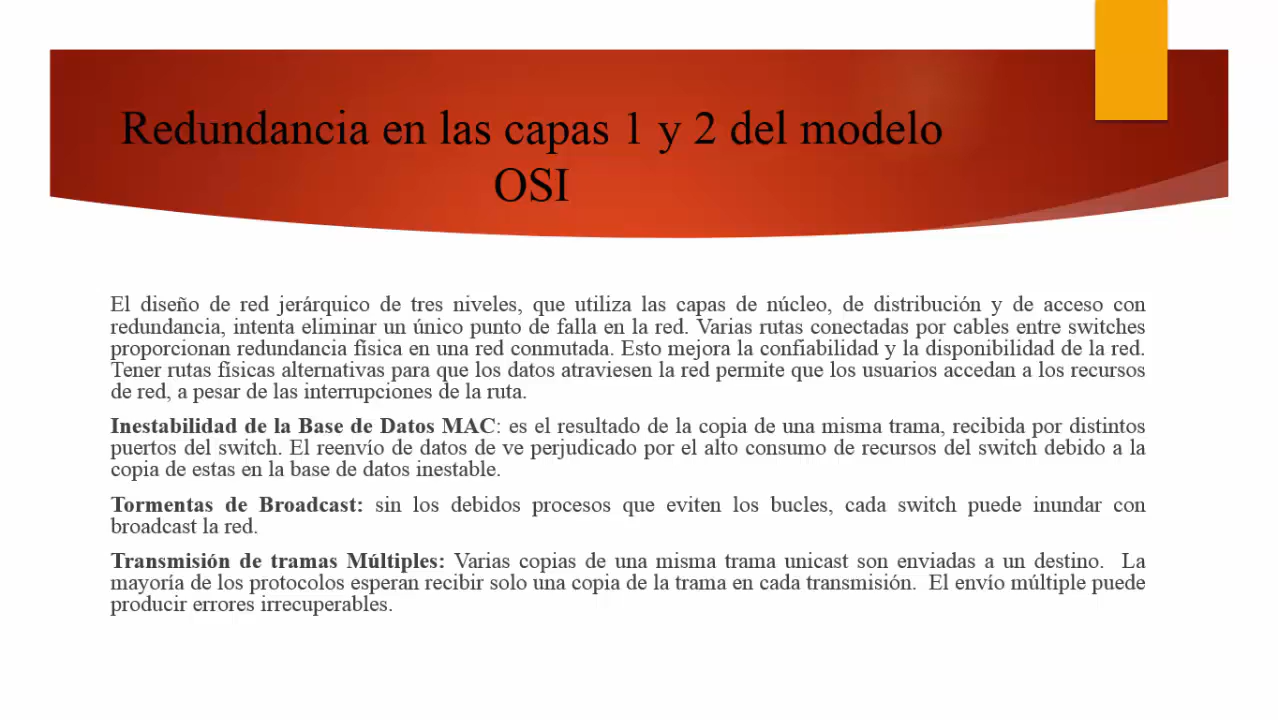 Redundancia en las capas 1 y 2 del modelo
OSI
El diseño de red jerárquico de tres niveles, que utiliza las capas de núcleo, de distribución y de acceso con
redundancia, intenta eliminar un único punto de falla en la red. Varias rutas conectadas por cables entre switches
proporcionan redundancia física en una red conmutada. Esto mejora la confiabilidad y la disponibilidad de la red.
Tener rutas físicas alternativas para que los datos atraviesen la red permite que los usuarios accedan a los recursos
de red, a pesar de las interrupciones de la ruta.
Inestabilidad de la Base de Datos MAC: es el resultado de la copia de una misma trama, recibida por distintos
puertos del switch. El reenvío de datos de ve perjudicado por el alto consumo de recursos del switch debido a la
copia de estas en la base de datos inestable.
Tormentas de Broadcast: sin los debidos procesos que eviten los bucles, cada switch puede inundar con
broadcast la red.
Transmisión de tramas Múltiples: Varias copias de una misma trama unicast son enviadas a un destino.  La
mayoría de los protocolos esperan recibir solo una copia de la trama en cada transmisión.  El envío múltiple puede
producir errores irrecuperables.